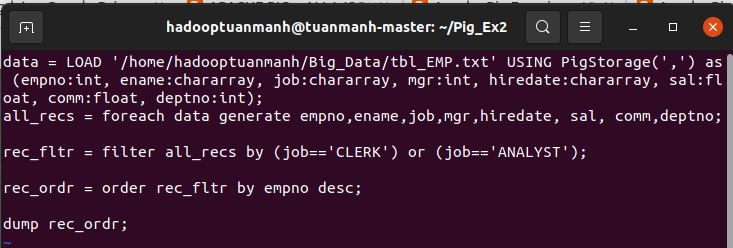 hadooptuanmanh@tuanmanh-master: ~/Pig_Ex2
data = LOAD '/home/hadooptuanmanh/Big_Data/tbl_EMP.txt' USING PigStorage(',') as
 (empno:int, ename:chararray, job:chararray, mgr:int, hiredate:chararray, sal:fl
oat, comm:float, deptno:int);
all_recs = foreach data generate empno,ename,job,mgr,hiredate, sal, comm,deptno;
rec_fltr = filter all_recs by (job=='CLERK') or (job=='ANALYST');
rec_ordr = order rec_fltr by empno desc;
dump rec_ordr;
~